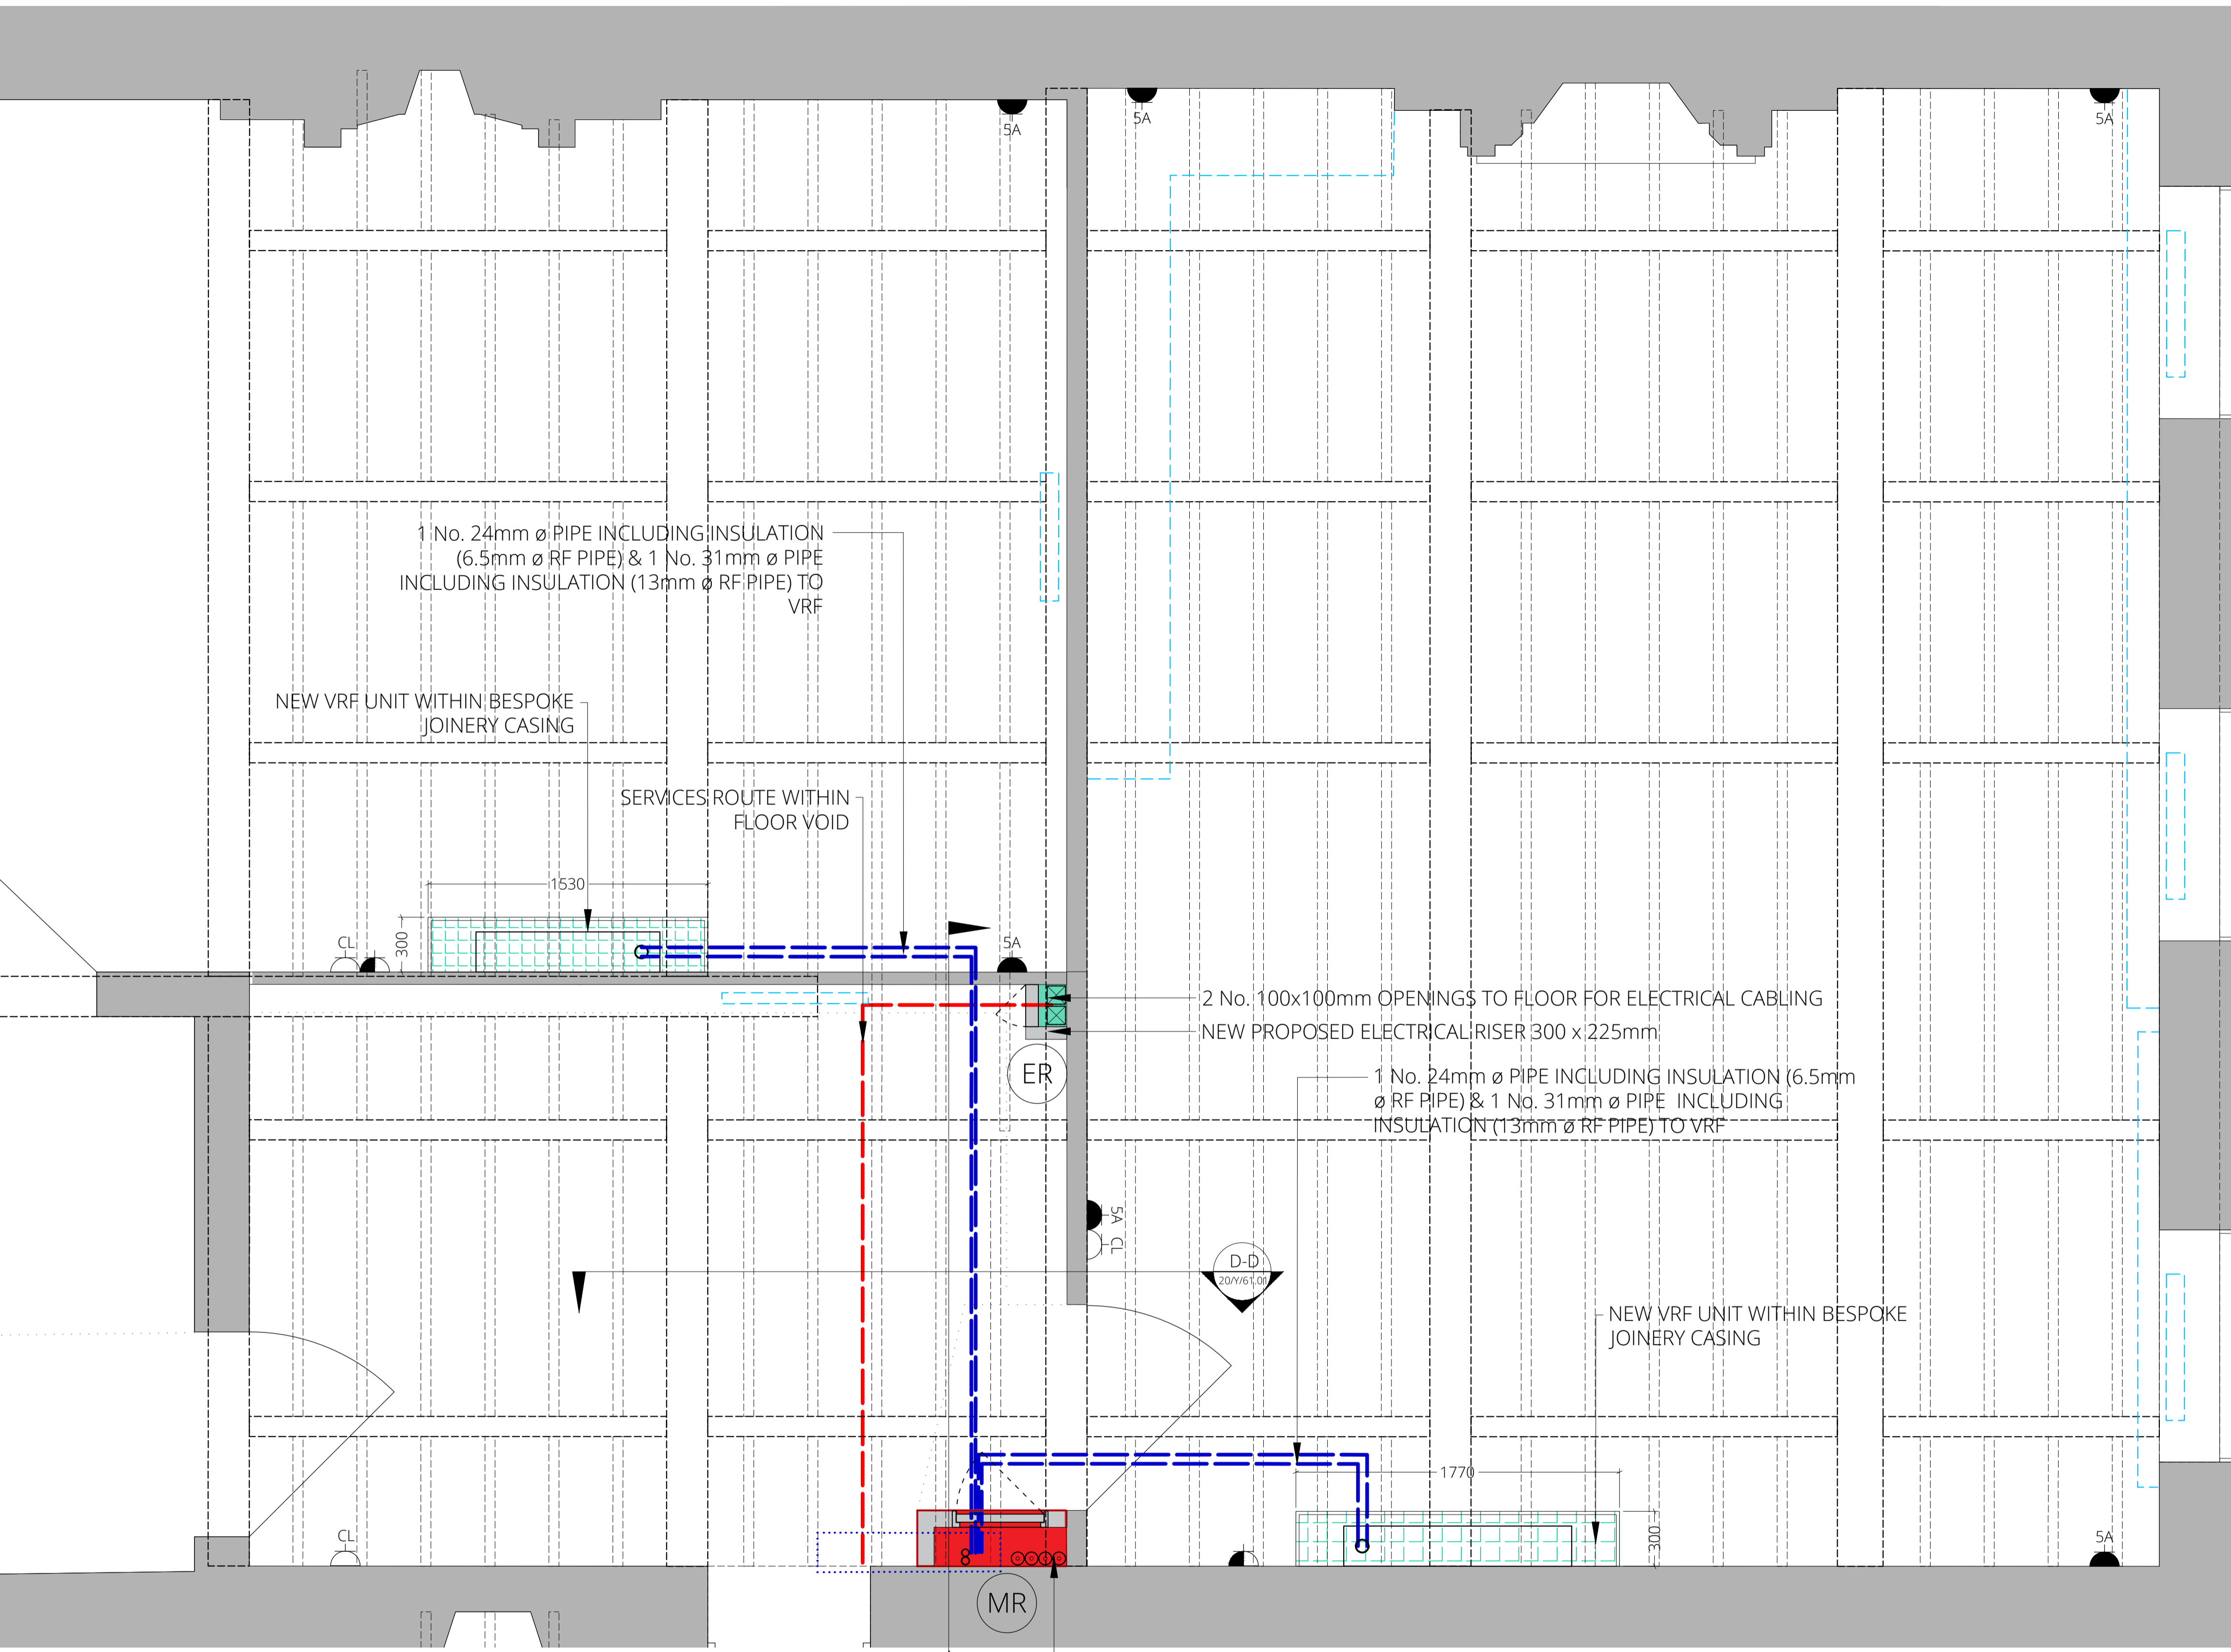 5A
5A
5A
1 No. 24mm ø PIPE INCLUDING INSULATION
(6.5mm ø RF PIPE) & 1 No. 31mm ø PIPE
INCLUDING INSULATION (13mm ø RF PIPE) TO
VRF
NEW VRF UNIT WITHIN BESPOKE
JOINERY CASING
SERVICES ROUTE WITHIN
FLOOR VOID
1530
300
CL
5A
2 No. 100x100mm OPENINGS TO FLOOR FOR ELECTRICAL CABLING
NEW PROPOSED ELECTRICAL RISER 300 x 225mm
ER
1 No. 24mm ø PIPE INCLUDING INSULATION (6.5mm
ø RF PIPE) & 1 No. 31mm ø PIPE INCLUDING
INSULATION (13mm ø RF PIPE) TO VRF
5A
CL
D-D
20/Y/61.01
NEW VRF UNIT WITHIN BESPOKE
JOINERY CASING
1770
300
CL
5A
MR